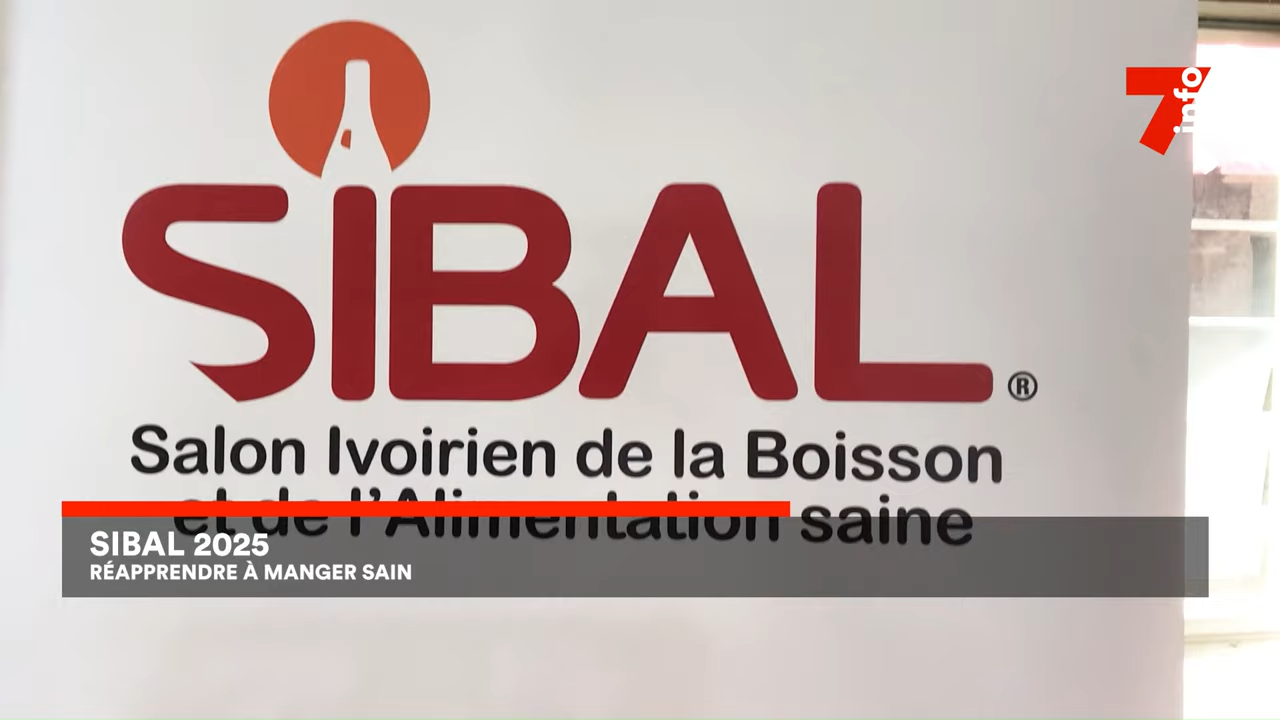 7info
SIBAL®
Salon Ivoirien de la Boisson
et de l'Alimentation saine
SIBAL 2025
RÉAPPRENDRE À MANGER SAIN